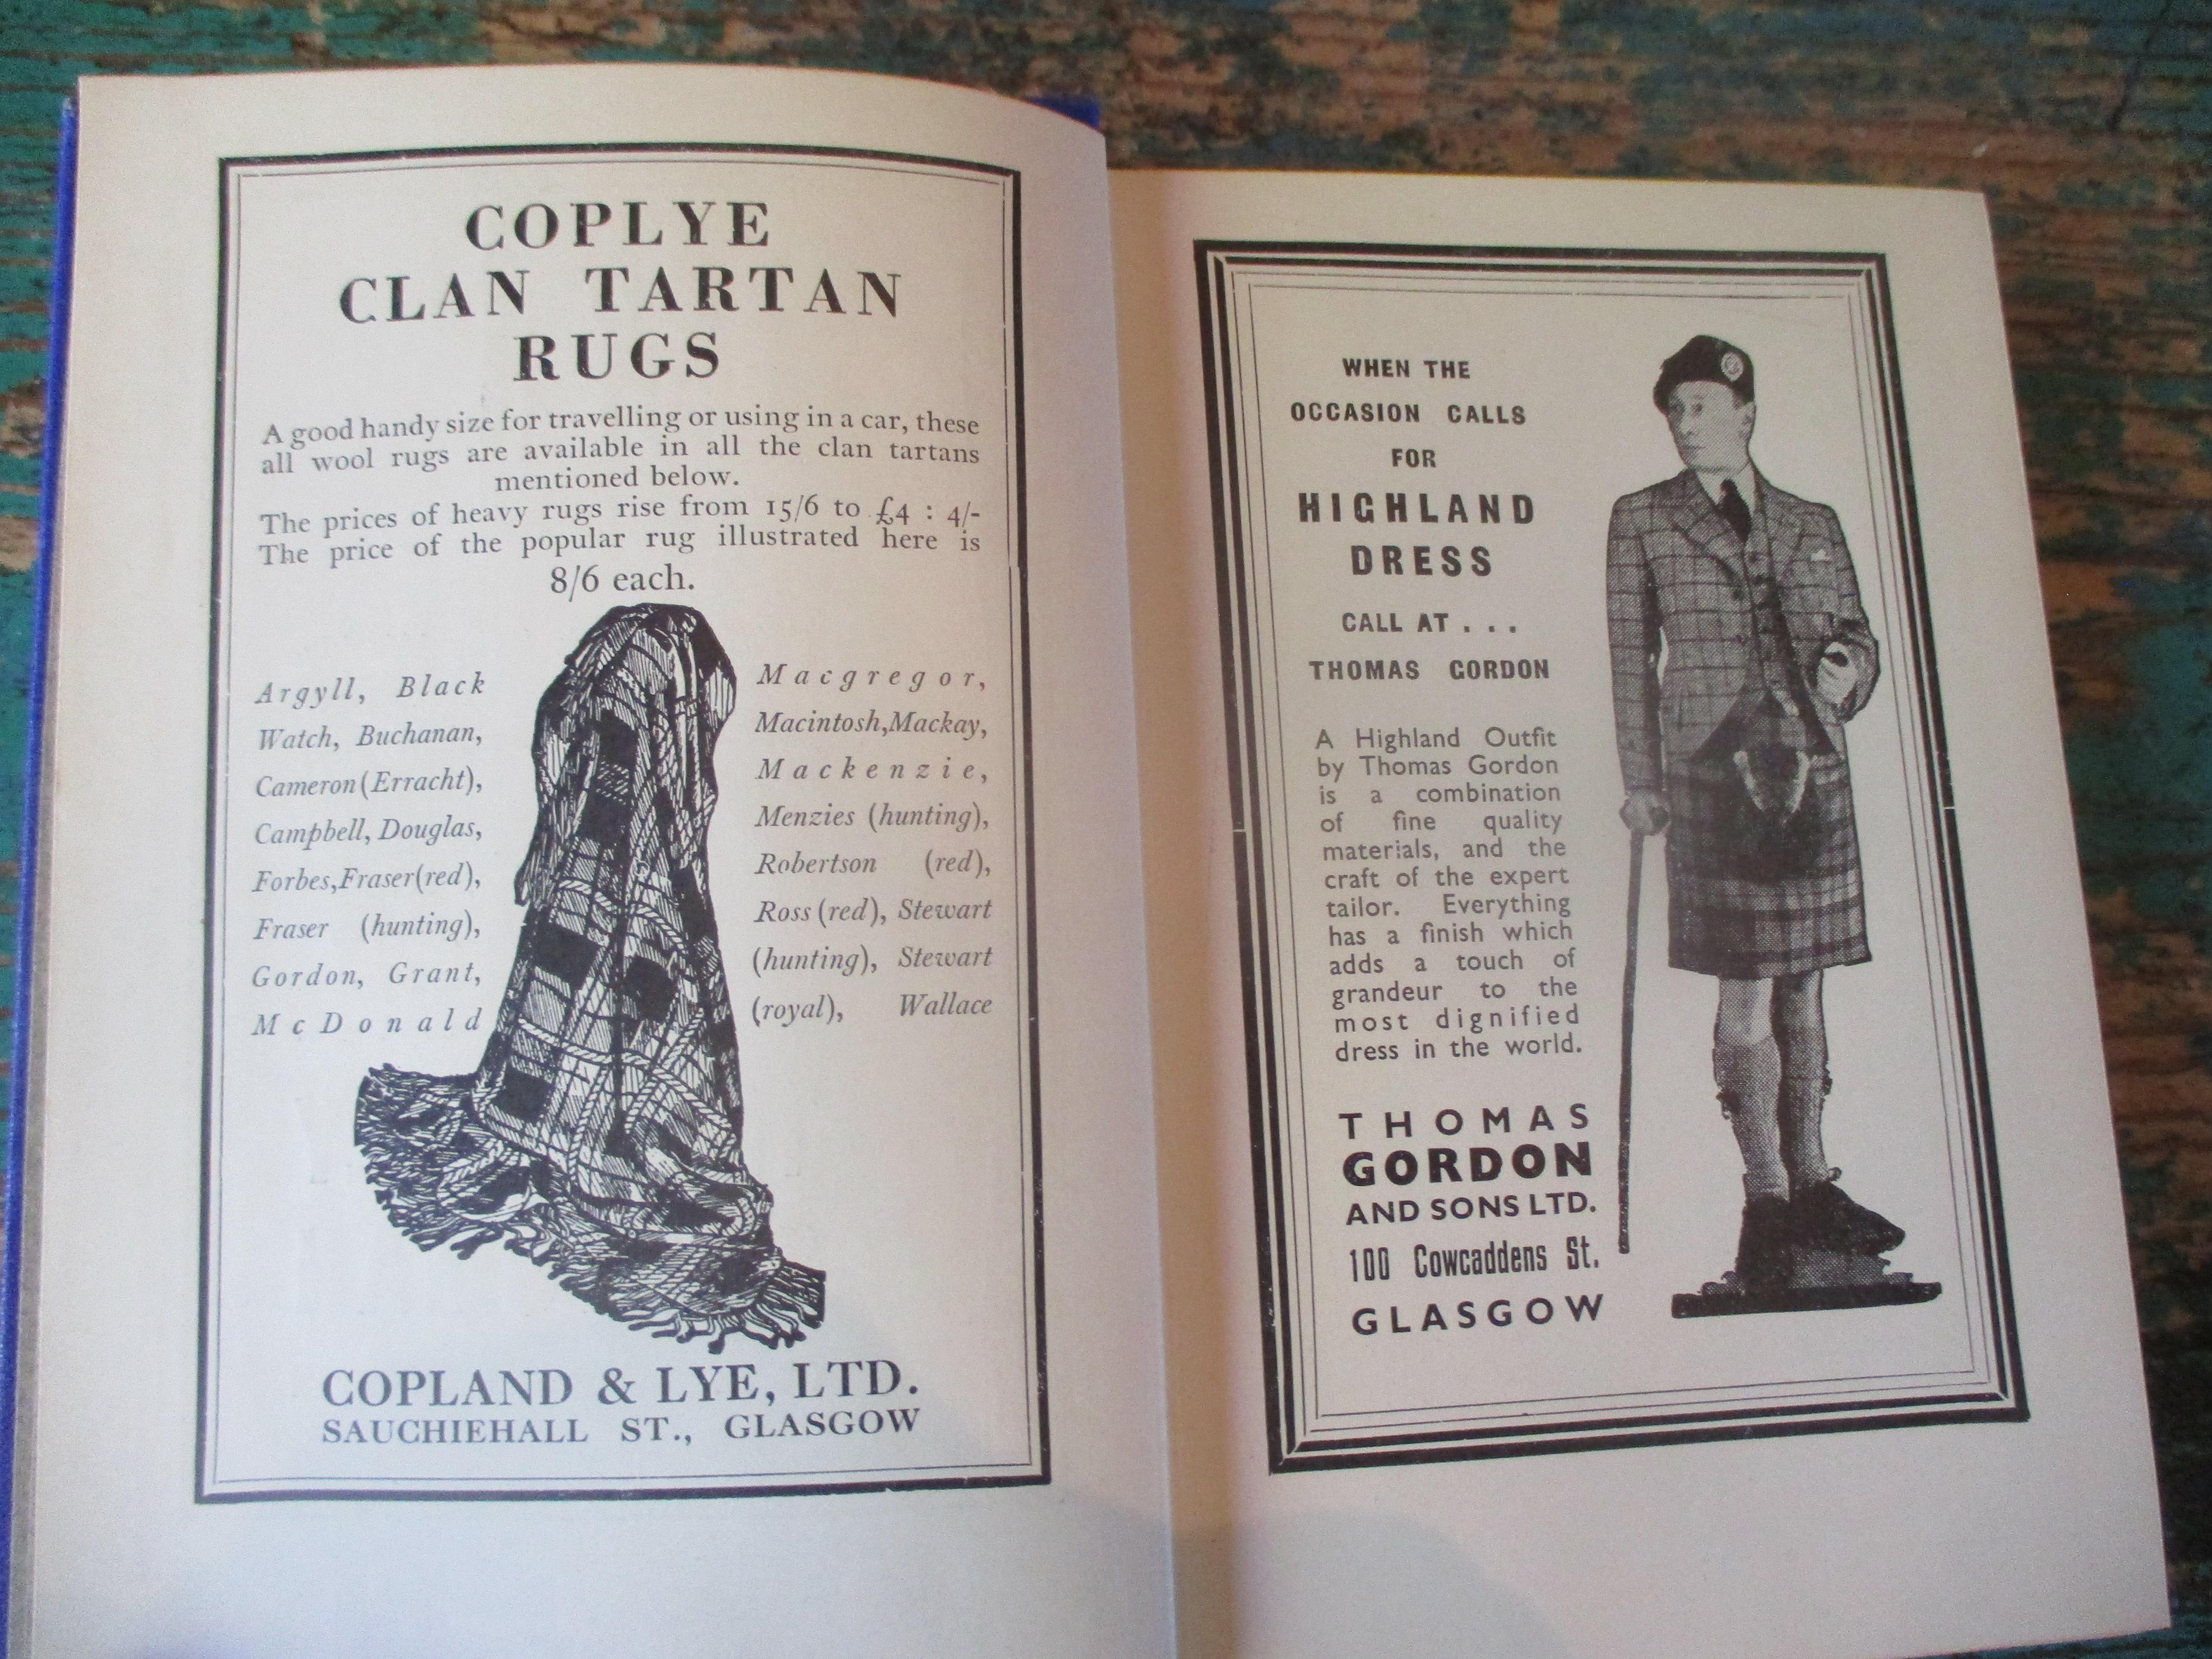 COPLYE
CLAN TARTAN
RUGS
A good handy size for travelling or using in a car, these
all wool rugs are available in all the clan tartans
mentioned below.
The prices of heavy rugs rise from 15/6 to £4 : 4/-
The price of the popular rug illustrated here is
8/6 each.
Argyll, Black
Watch, Buchanan,
Cameron (Erracht),
Campbell, Douglas,
Forbes, Fraser (red),
Fraser (hunting),
Gordon, Grant,
McDonald
Macgregor,
Macintosh, Mackay,
Mackenzie,
Menzies (hunting),
Robertson (red),
Ross (red), Stewart
(hunting), Stewart
(royal), Wallace
COPLAND & LYE, LTD.
SAUCHIEHALL ST., GLASGOW
WHEN THE
OCCASION CALLS
FOR
HIGHLAND
DRESS
CALL AT . . .
THOMAS GORDON
A Highland Outfit
by Thomas Gordon
is a combination
of fine quality
materials, and the
craft of the expert
tailor. Everything
has a finish which
adds a touch of
grandeur to the
most dignified
dress in the world.
THOMAS
GORDON
AND SONS LTD.
100 Cowcaddens St.
GLASGOW